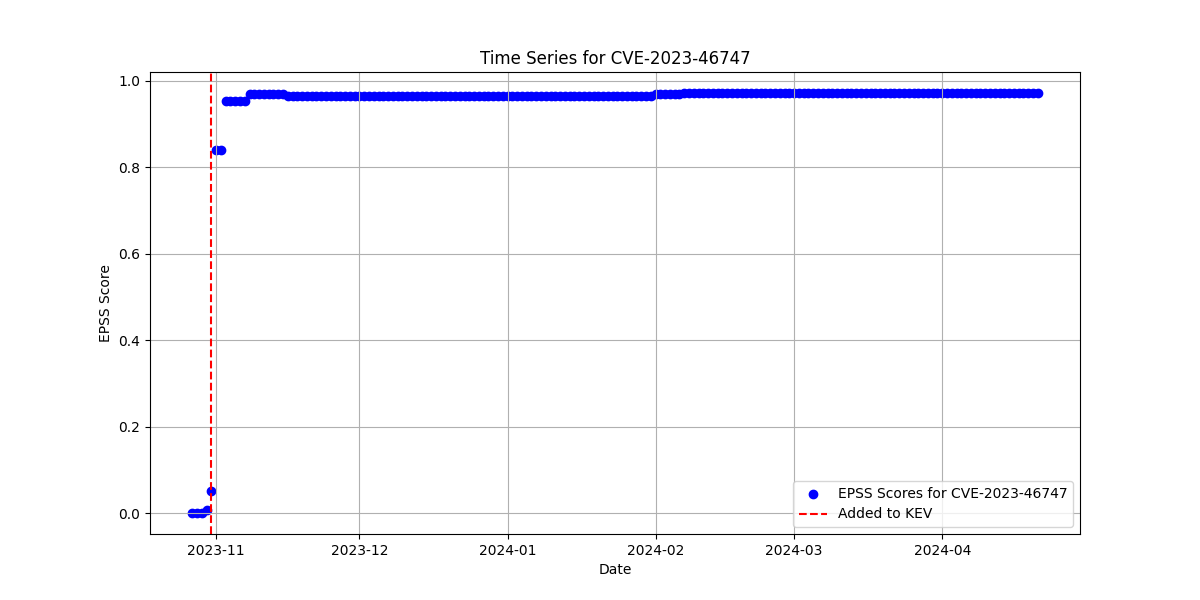 Time Series for CVE-2023-46747
1.0
0.8
0.6
0.4
0.2
0.0
EPSS Score
EPSS Scores for CVE-2023-46747
Added to KEV
2023-11 2023-12 2024-01 2024-02 2024-03 2024-04
Date